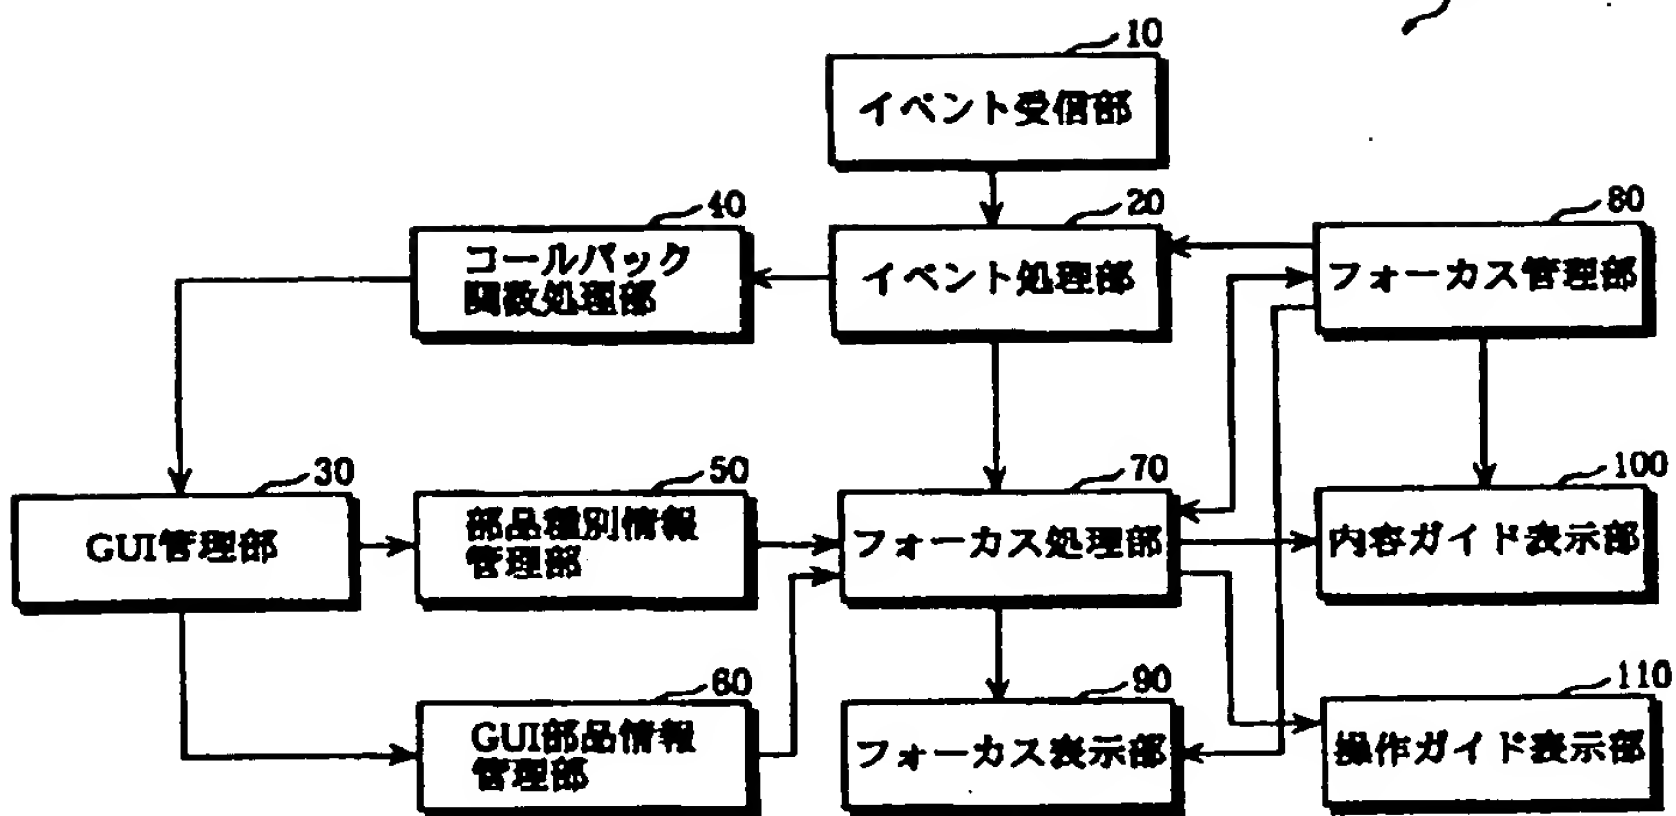 10
イベント受信部
40
コールバック
関数処理部
20
イベント処理部
80
フォーカス管理部
30
GUI管理部
50
部品種別情報
管理部
70
フォーカス処理部
100
内容ガイド表示部
60
GUI部品情報
管理部
90
フォーカス表示部
110
操作ガイド表示部